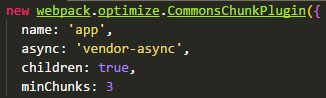 new webpack.optimize.CommonsChunkPlugin({
name: 'app',
async: 'vendor-async',
children: true,
minChunks: 3